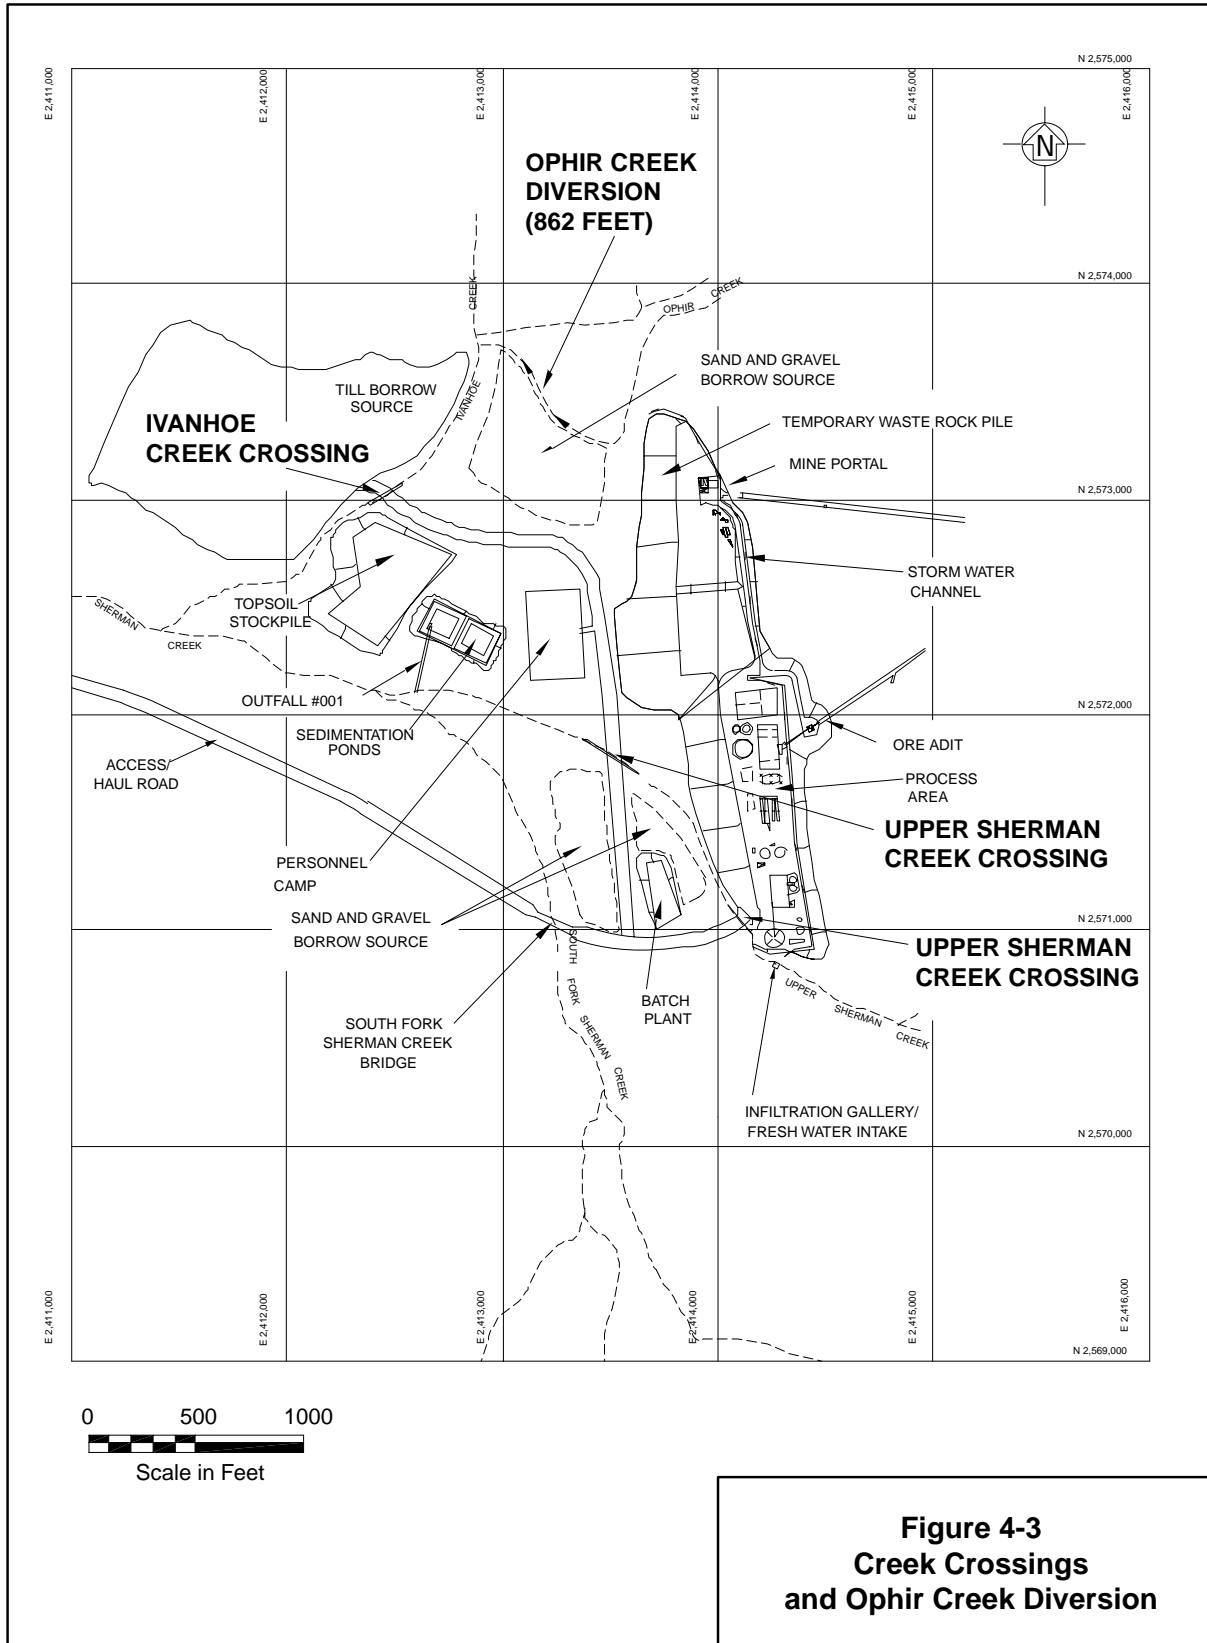 N 2,575,000
E 2,411,000
E 2,412,000
E 2,413,000
E 2,414,000
E 2,415,000
E 2,416,000
N
OPHIR CREEK
DIVERSION
(862 FEET)
N 2,574,000
CREEK
OPHIR
CREEK
SAND AND GRAVEL
BORROW SOURCE
TILL BORROW
SOURCE
IVANHOE
IVANHOE
CREEK CROSSING
TEMPORARY WASTE ROCK PILE
MINE PORTAL
N 2,573,000
STORM WATER
CHANNEL
TOPSOIL
STOCKPILE
SHERMAN
CREEK
OUTFALL #001
N 2,572,000
SEDIMENTATION
PONDS
ORE ADIT
ACCESS/
HAUL ROAD
PROCESS
AREA
UPPER SHERMAN
CREEK CROSSING
PERSONNEL
CAMP
SAND AND GRAVEL
BORROW SOURCE
N 2,571,000
UPPER SHERMAN
CREEK CROSSING
SOUTH FORK SHERMAN CREEK
UPPER SHERMAN CREEK
BATCH
PLANT
SOUTH FORK
SHERMAN CREEK
BRIDGE
INFILTRATION GALLERY/
FRESH WATER INTAKE
N 2,570,000
E 2,411,000
E 2,412,000
E 2,413,000
E 2,414,000
E 2,415,000
E 2,416,000
N 2,569,000
0 500 1000
Scale in Feet
Figure 4-3
Creek Crossings
and Ophir Creek Diversion